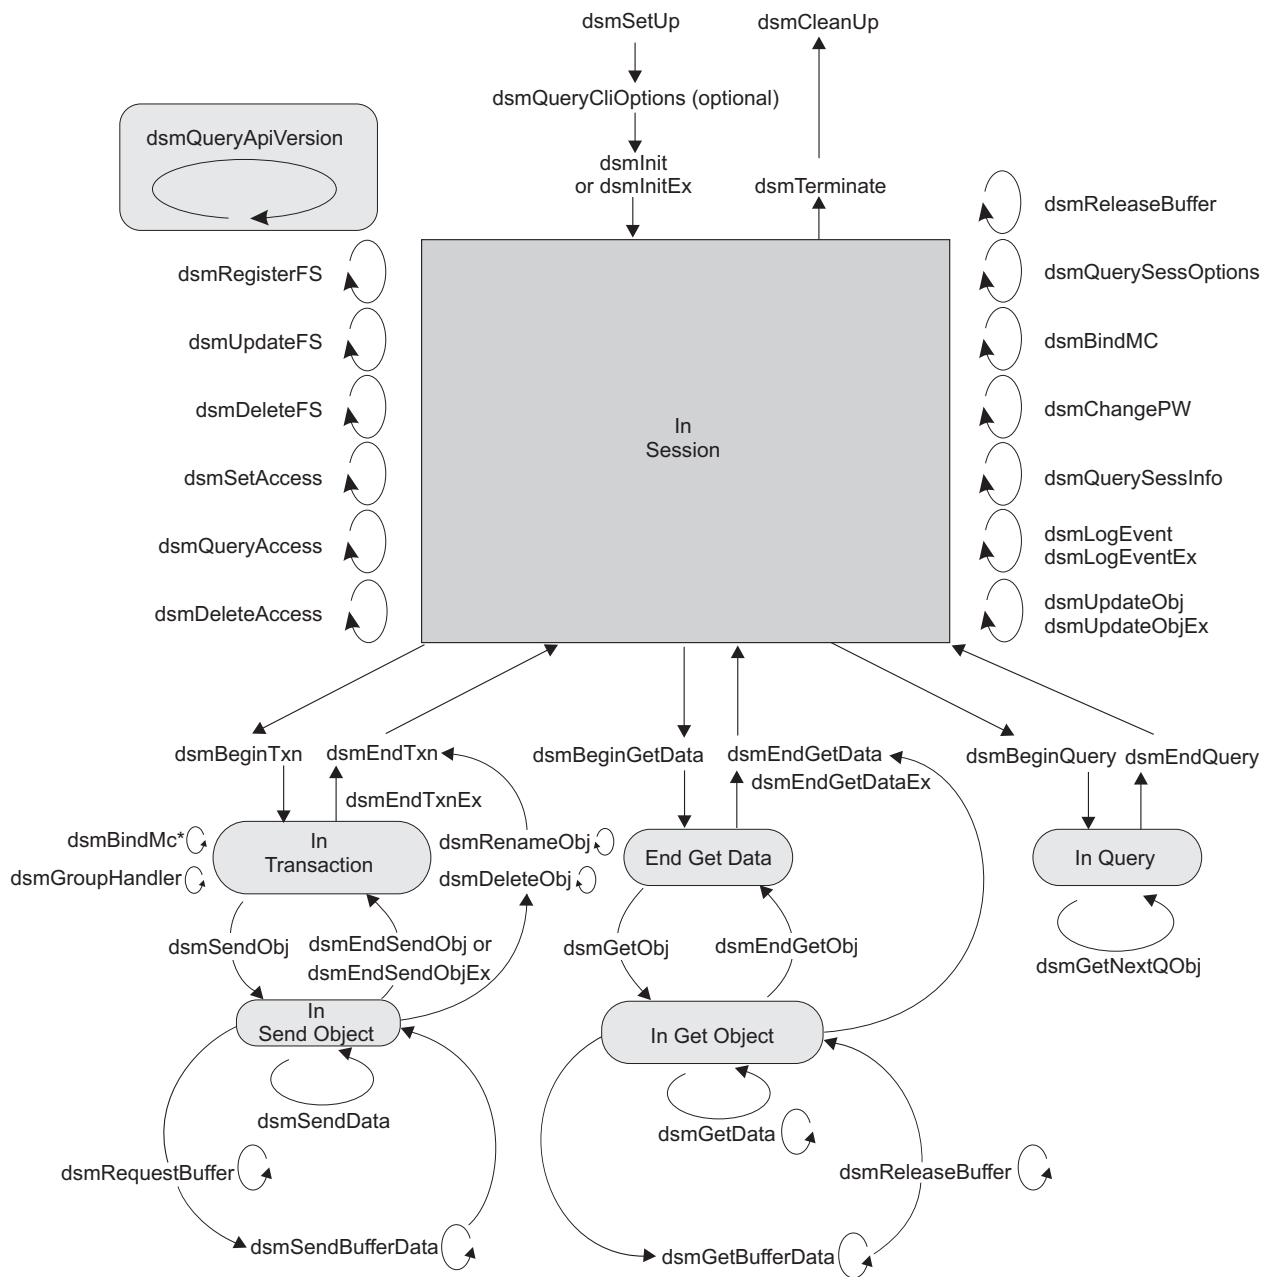 dsmSetUp
dsmCleanUp
dsmQueryCliOptions (optional)
dsmQueryApiVersion
dsmInit
or dsmInitEx
dsmTerminate
dsmReleaseBuffer
dsmRegisterFS
dsmQuerySessOptions
dsmUpdateFS
dsmBindMC
dsmDeleteFS
dsmChangePW
In
Session
dsmSetAccess
dsmQuerySessInfo
dsmQueryAccess
dsmLogEvent
dsmLogEventEx
dsmDeleteAccess
dsmUpdateObj
dsmUpdateObjEx
dsmBeginTxn
dsmEndTxn
dsmBeginGetData
dsmEndGetData
dsmBeginQuery
dsmEndQuery
dsmEndTxnEx
dsmEndGetDataEx
dsmBindMc*
In
Transaction
dsmRenameObj
End Get Data
In Query
dsmGroupHandler
dsmDeleteObj
dsmSendObj
dsmEndSendObj or
dsmEndSendObjEx
dsmGetObj
dsmEndGetObj
dsmGetNextQObj
In
Send Object
In Get Object
dsmSendData
dsmGetData
dsmRequestBuffer
dsmReleaseBuffer
dsmSendBufferData
dsmGetBufferData